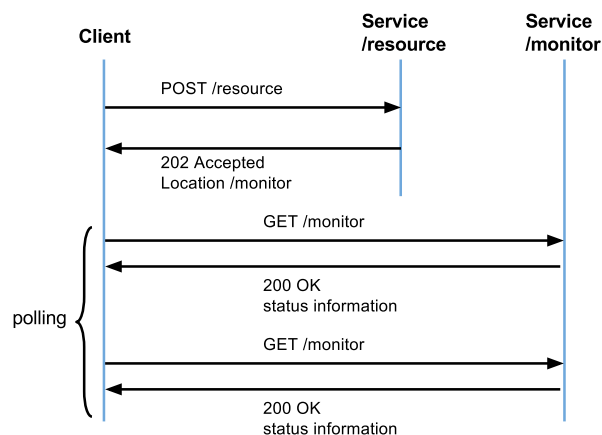 Client
Service
/resource
Service
/monitor
POST /resource
202 Accepted
Location /monitor
GET /monitor
200 OK
status information
polling
GET /monitor
200 OK
status information